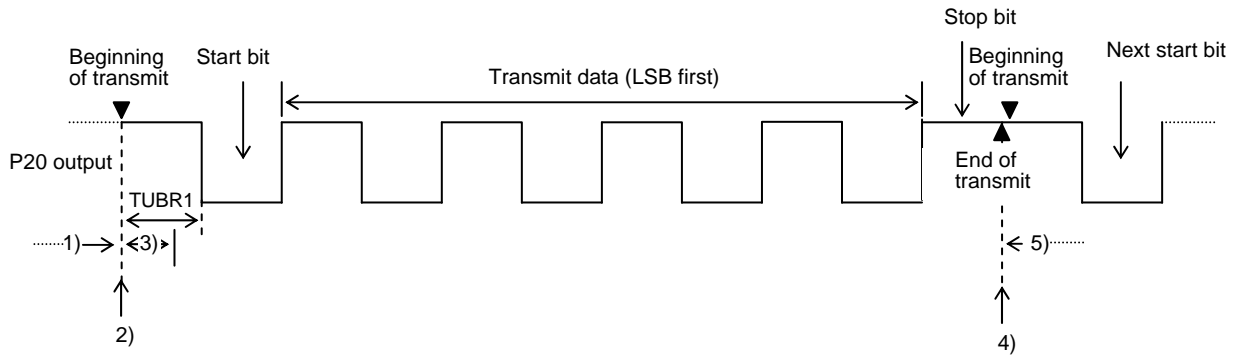 Stop bit
Beginning
of transmit
Start bit
Transmit data (LSB first)
Beginning
of transmit
Next start bit
P20 output
End of
transmit
TUBR1
1)
3)
5)
2)
4)